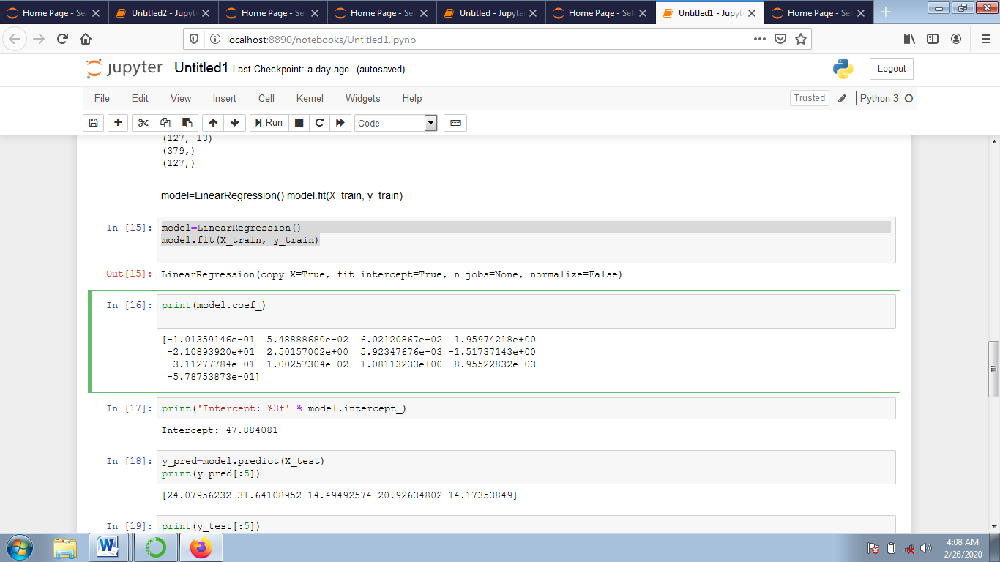 Home Page - Sel
Untitled2 - Jupyte
Home Page - Sel
Home Page - Sel
Untitled - Jupyter
Home Page - Sel
Untitled1 - Jupyte
Home Page - Sel
localhost:8890/notebooks/Untitled1.ipynb
jupyter Untitled1 Last Checkpoint: a day ago (autosaved)
Logout
File Edit View Insert Cell Kernel Widgets Help
Trusted
Python 3
Run
Code
(127, 13)
(379,)
(127,)
model=LinearRegression() model.fit(X_train, y_train)
In [15]: model=LinearRegression()
model.fit(X_train, y_train)
Out[15]: LinearRegression(copy_X=True, fit_intercept=True, n_jobs=None, normalize=False)
In [16]: print(model.coef_)
[-1.01359146e-01 5.48888680e-02 6.02120867e-02 1.95974218e+00
-2.10893920e+01 2.50157002e+00 5.92347676e-03 -1.51737143e+00
3.11277784e-01 -1.00257304e-02 -1.08113233e+00 8.95522832e-03
-5.78753873e-01]
In [17]: print('Intercept: %3f' % model.intercept_)
Intercept: 47.884081
In [18]: y_pred=model.predict(X_test)
print(y_pred[:5])
[24.07956232 31.64108952 14.49492574 20.92634802 14.17353849]
In [19]: print(y_test[:5])
4:08 AM
2/26/2020